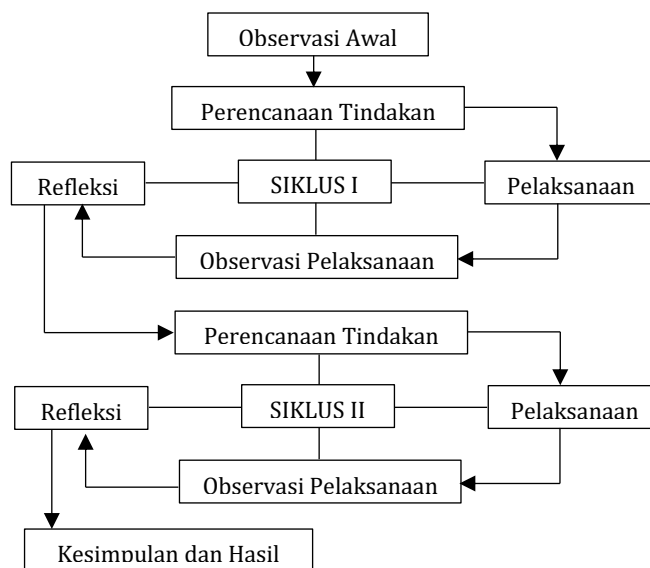 Observasi Awal
Perencanaan Tindakan
Refleksi
SIKLUS I
Pelaksanaan
Observasi Pelaksanaan
Perencanaan Tindakan
Refleksi
SIKLUS II
Pelaksanaan
Observasi Pelaksanaan
Kesimpulan dan Hasil